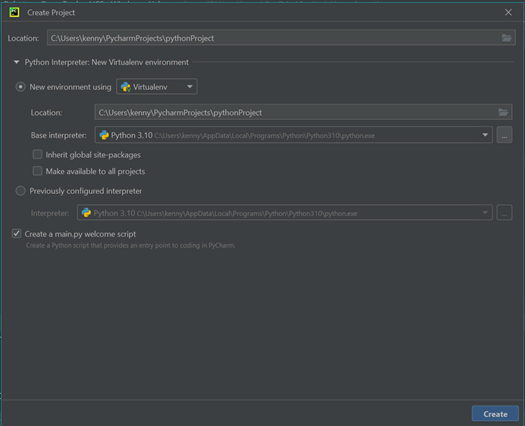 Create Project
Location: C:\Users\kenny\PycharmProjects\pythonProject
Python Interpreter: New Virtualenv environment
New environment using Virtualenv
Location: C:\Users\kenny\PycharmProjects\pythonProject
Base interpreter: Python 3.10 C:\Users\kenny\AppData\Local\Programs\Python\Python310\python.exe ...
Inherit global site-packages
Make available to all projects
Previously configured interpreter
Interpreter: Python 3.10 C:\Users\kenny\AppData\Local\Programs\Python\Python310\python.exe ...
Create a main.py welcome script
Create a Python script that provides an entry point to coding in PyCharm.
Create